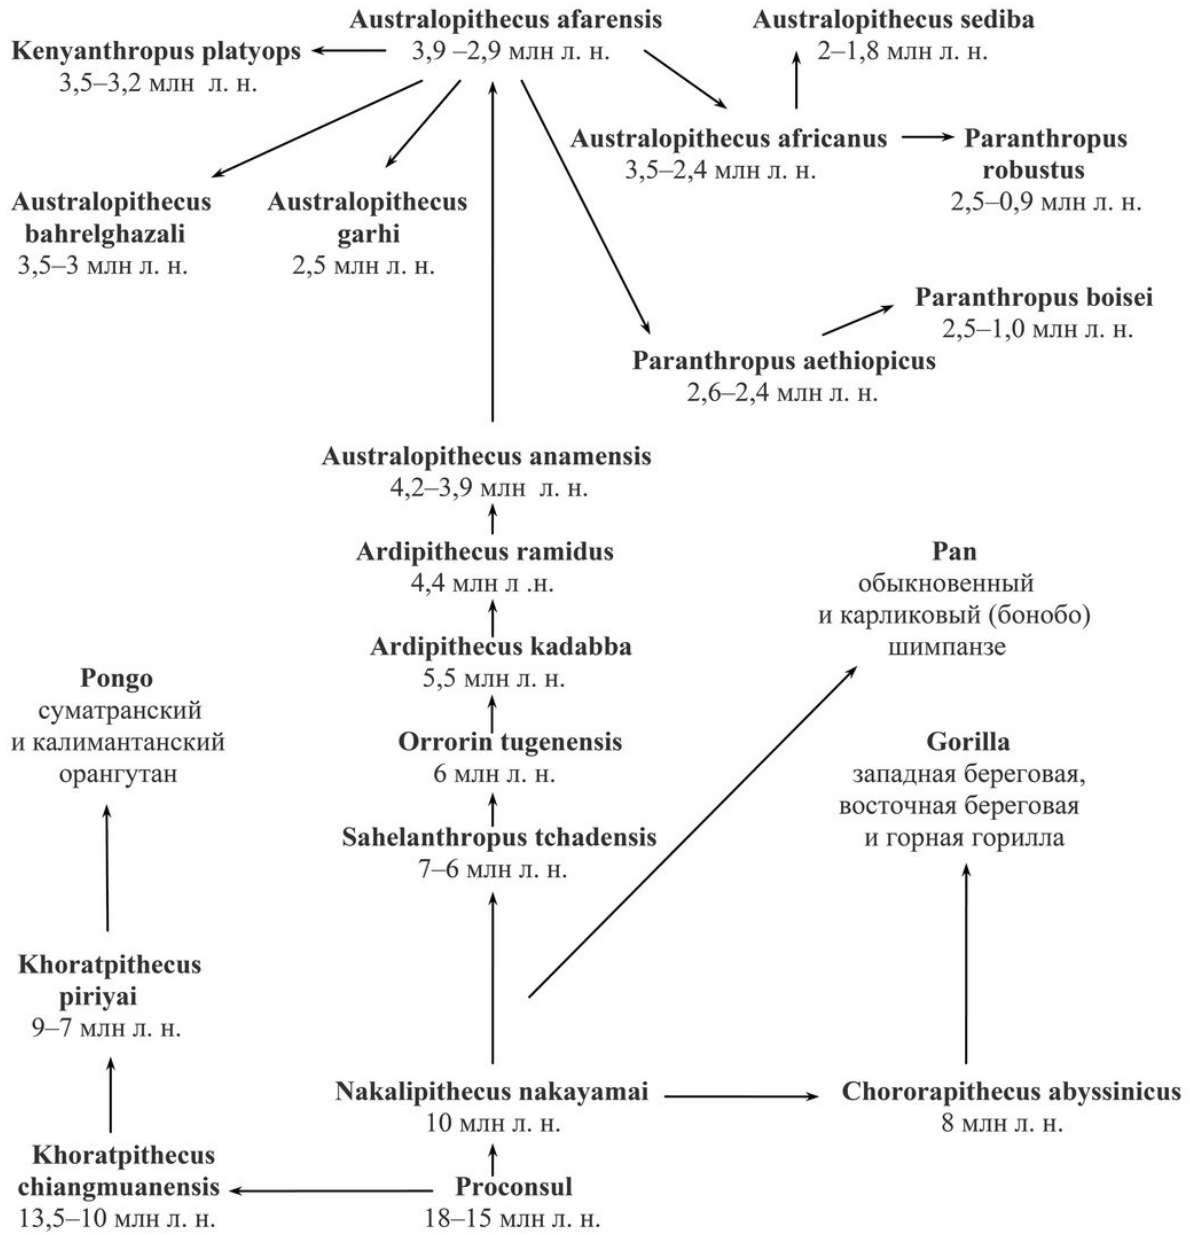 Australopithecus afarensis
3,9 –2,9 млн л. н.
Australopithecus sediba
2–1,8 млн л. н.
Kenyanthropus platyops
3,5–3,2 млн  л. н.
Australopithecus africanus
3,5–2,4 млн л. н.
Paranthropus
robustus
2,5–0,9 млн л. н.
Australopithecus
bahrelghazali
3,5–3 млн л. н.
Australopithecus
garhi
2,5 млн л. н.
Paranthropus boisei
2,5–1,0 млн л. н.
Paranthropus aethiopicus
2,6–2,4 млн л. н.
Australopithecus anamensis
4,2–3,9 млн  л. н.
Ardipithecus ramidus
4,4 млн л .н.
Pan
обыкновенный
и карликовый (бонобо)
шимпанзе
Ardipithecus kadabba
5,5 млн л. н.
Pongo
суматранский
и калимантанский
орангутан
Orrorin tugenensis
6 млн л. н.
Gorilla
западная береговая,
восточная береговая
и горная горилла
Sahelanthropus tchadensis
7–6 млн л. н.
Khoratpithecus
piriyai
9–7 млн л. н.
Nakalipithecus nakayamai
10 млн л. н.
Chororapithecus abyssinicus
8 млн л. н.
Khoratpithecus
chiangmuanensis
13,5–10 млн л. н.
Proconsul
18–15 млн л. н.